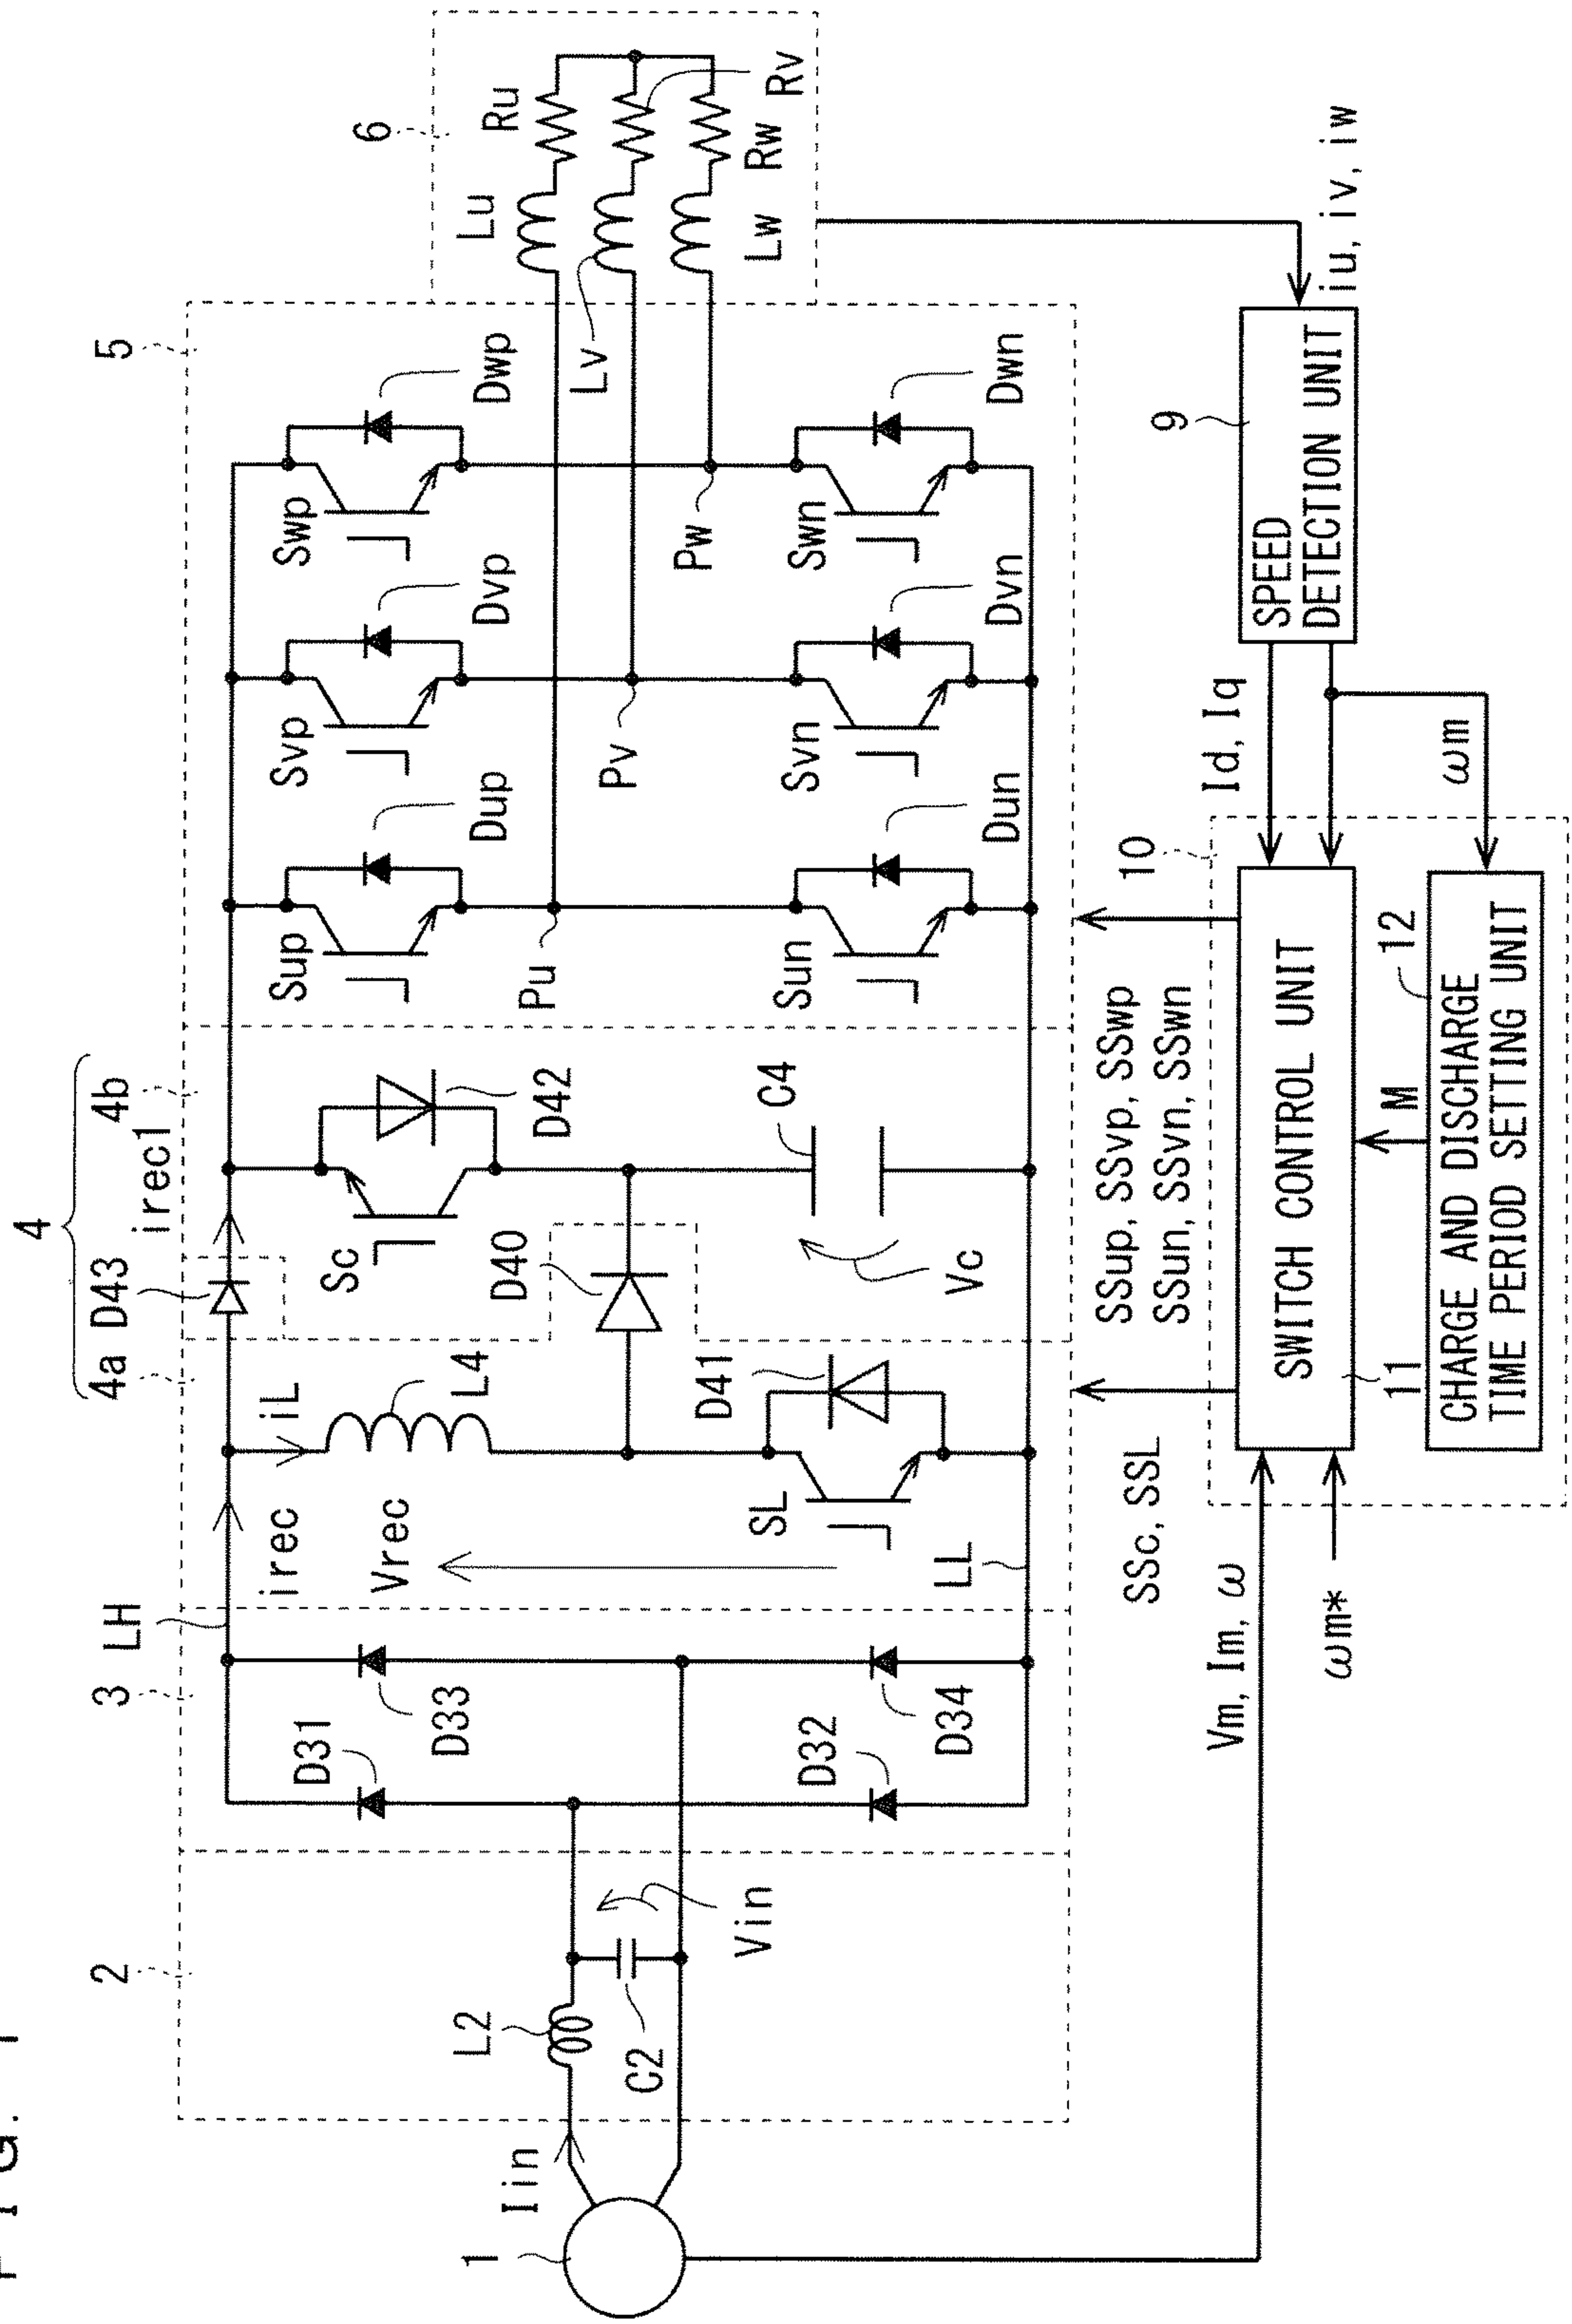 FIG. 1
4
4a
D43
4b
irec1
5
6
2
3
LH
irec
iL
L4
Vrec
LL
D31
D33
D32
D34
L2
C2
Vin
Iin
1
SL
D41
D40
Sc
D42
C4
Vc
Sup
Dup
Svp
Dvp
Swp
Dwp
Pu
Pv
Pw
Sun
Dun
Svn
Dvn
Swn
Dwn
Lu
Ru
Lv
Rv
Lw
Rw
SSc, SSL
SSup, SSvp, SSwp
SSun, SSvn, SSwn
10
Id, Iq
9
SPEED
DETECTION UNIT
iu, iv, iw
ωm
Vm, Im, ω
ωm*
SWITCH CONTROL UNIT
11
M
12
CHARGE AND DISCHARGE
TIME PERIOD SETTING UNIT